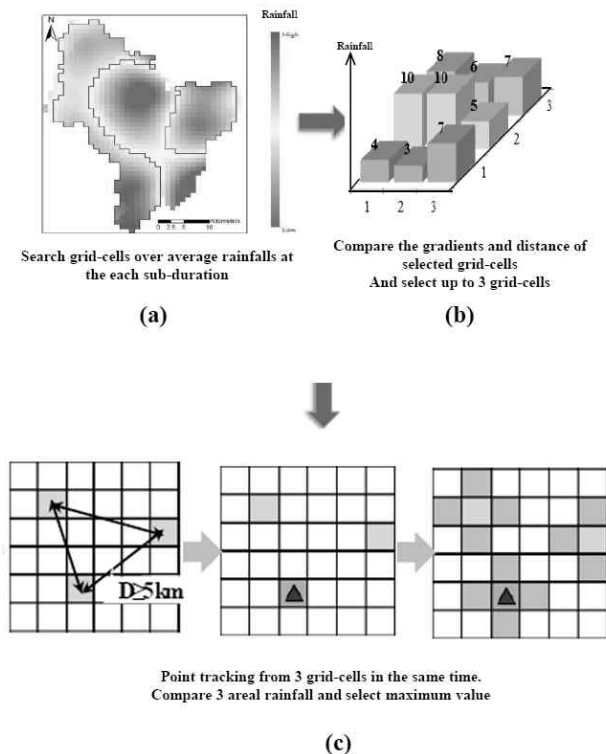 Rainfall
N
High
Low
0 2.5 5 10
Kilometers
Search grid-cells over average rainfalls at
the each sub-duration
(a)
Rainfall
8
6
7
10
10
5
4
3
7
3
2
1
1
2
3
Compare the gradients and distance of
selected grid-cells
And select up to 3 grid-cells
(b)
D≥5km
Point tracking from 3 grid-cells in the same time.
Compare 3 areal rainfall and select maximum value
(c)